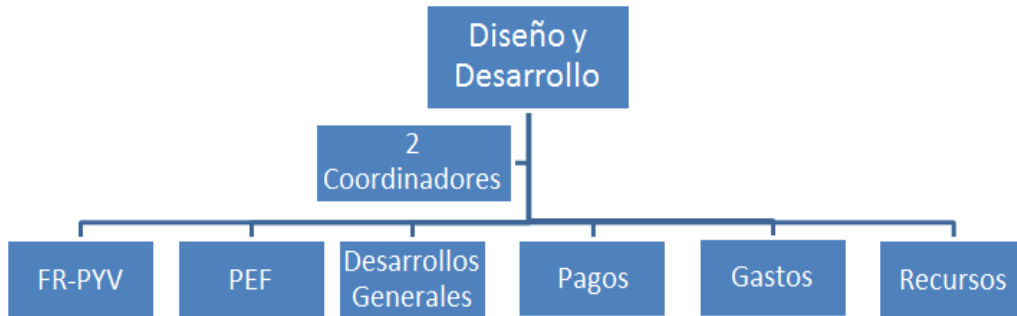 Diseño y
Desarrollo
2
Coordinadores
FR-PYV
PEF
Desarrollos
Generales
Pagos
Gastos
Recursos